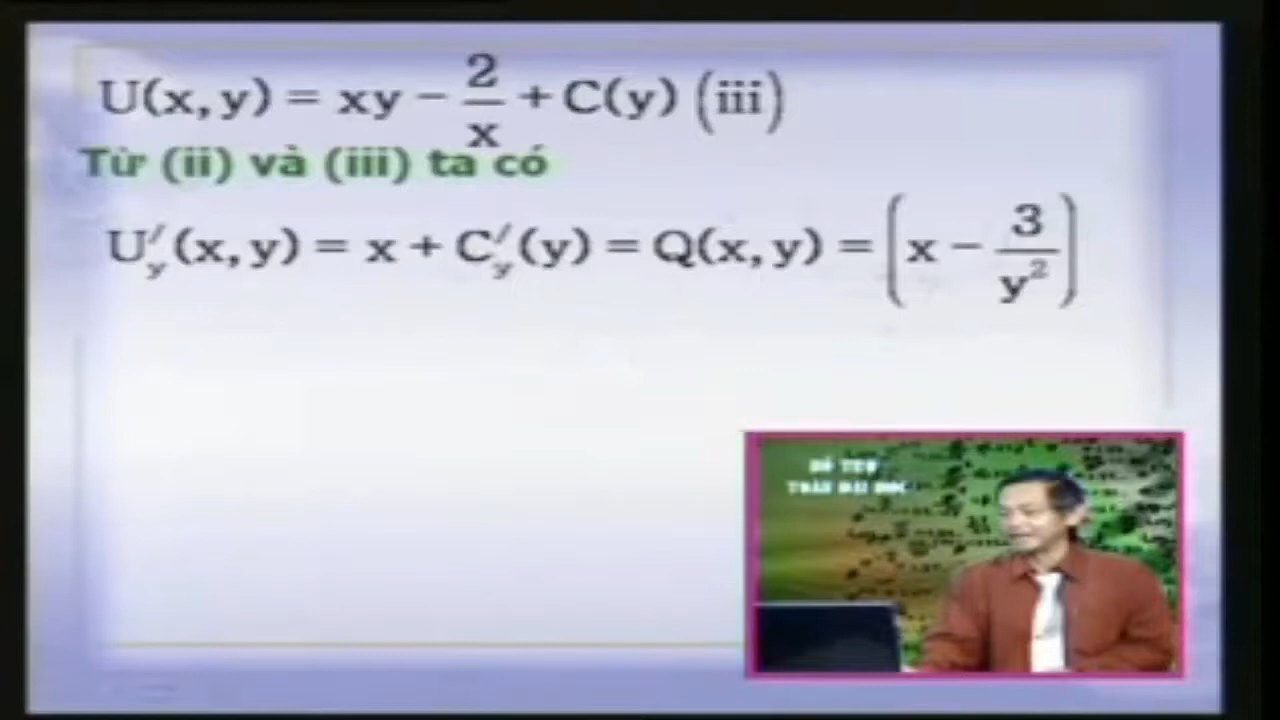 U(x, y) = xy − 2/x + C(y) (iii)
Từ (ii) và (iii) ta có
U′y(x, y) = x + C′y(y) = Q(x, y) = (x − 3/y²)